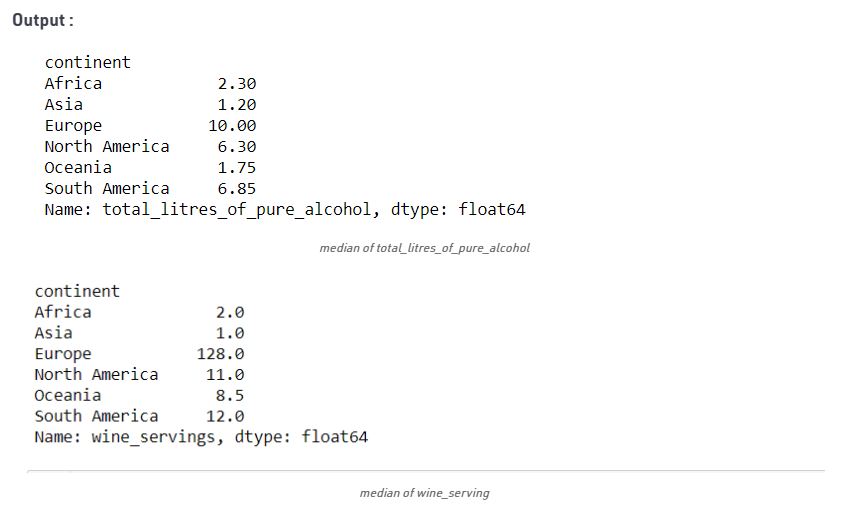 Output :
continent
Africa 2.30
Asia 1.20
Europe 10.00
North America 6.30
Oceania 1.75
South America 6.85
Name: total_litres_of_pure_alcohol, dtype: float64
median of total_litres_of_pure_alcohol
continent
Africa 2.0
Asia 1.0
Europe 128.0
North America 11.0
Oceania 8.5
South America 12.0
Name: wine_servings, dtype: float64
median of wine_serving